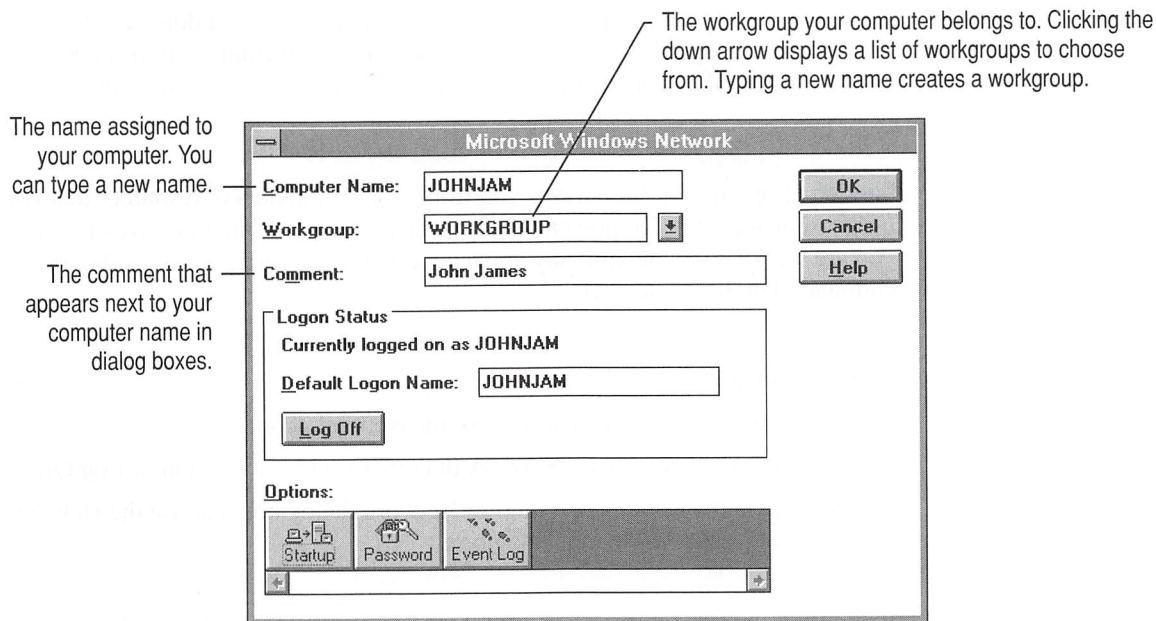 The workgroup your computer belongs to. Clicking the
down arrow displays a list of workgroups to choose
from. Typing a new name creates a workgroup.
The name assigned to
your computer. You
can type a new name.
The comment that
appears next to your
computer name in
dialog boxes.
Microsoft Windows Network
Computer Name: JOHNJAM
Workgroup: WORKGROUP
Comment: John James
OK
Cancel
Help
Logon Status
Currently logged on as JOHNJAM
Default Logon Name: JOHNJAM
Log Off
Options:
Startup Password Event Log